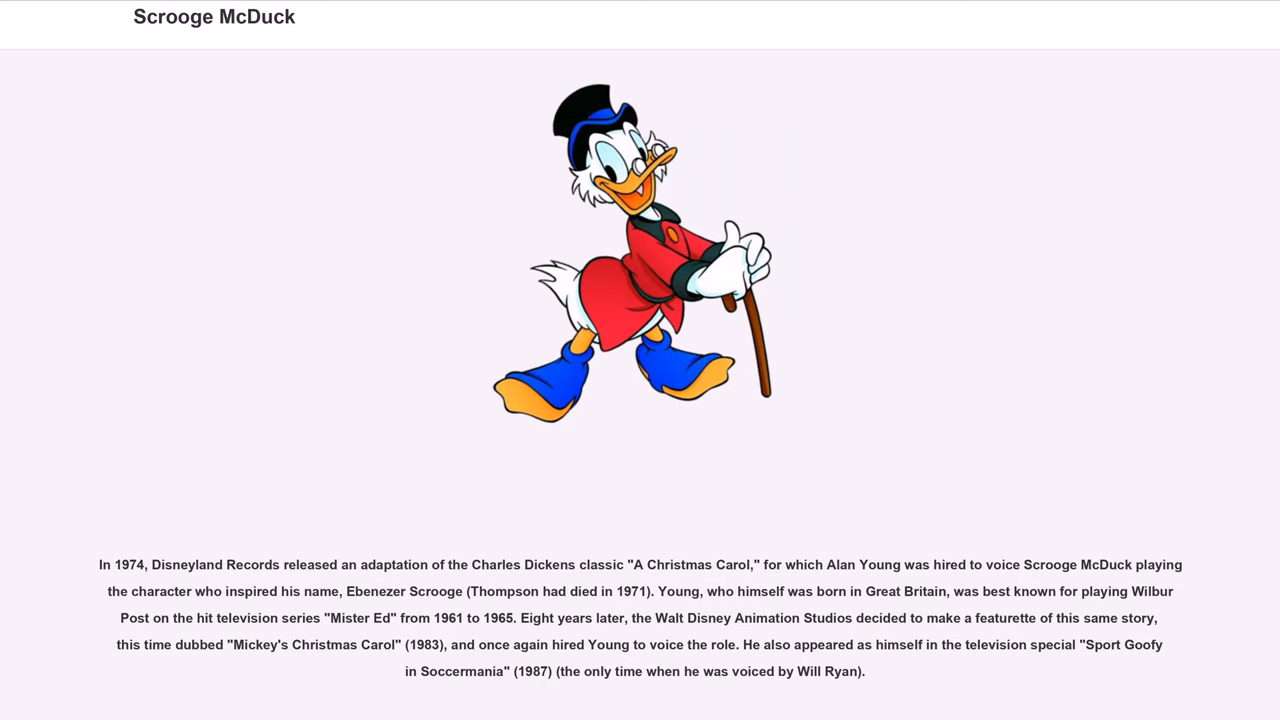 Scrooge McDuck
In 1974, Disneyland Records released an adaptation of the Charles Dickens classic "A Christmas Carol," for which Alan Young was hired to voice Scrooge McDuck playing
the character who inspired his name, Ebenezer Scrooge (Thompson had died in 1971). Young, who himself was born in Great Britain, was best known for playing Wilbur
Post on the hit television series "Mister Ed" from 1961 to 1965. Eight years later, the Walt Disney Animation Studios decided to make a featurette of this same story,
this time dubbed "Mickey's Christmas Carol" (1983), and once again hired Young to voice the role. He also appeared as himself in the television special "Sport Goofy
in Soccermania" (1987) (the only time when he was voiced by Will Ryan).